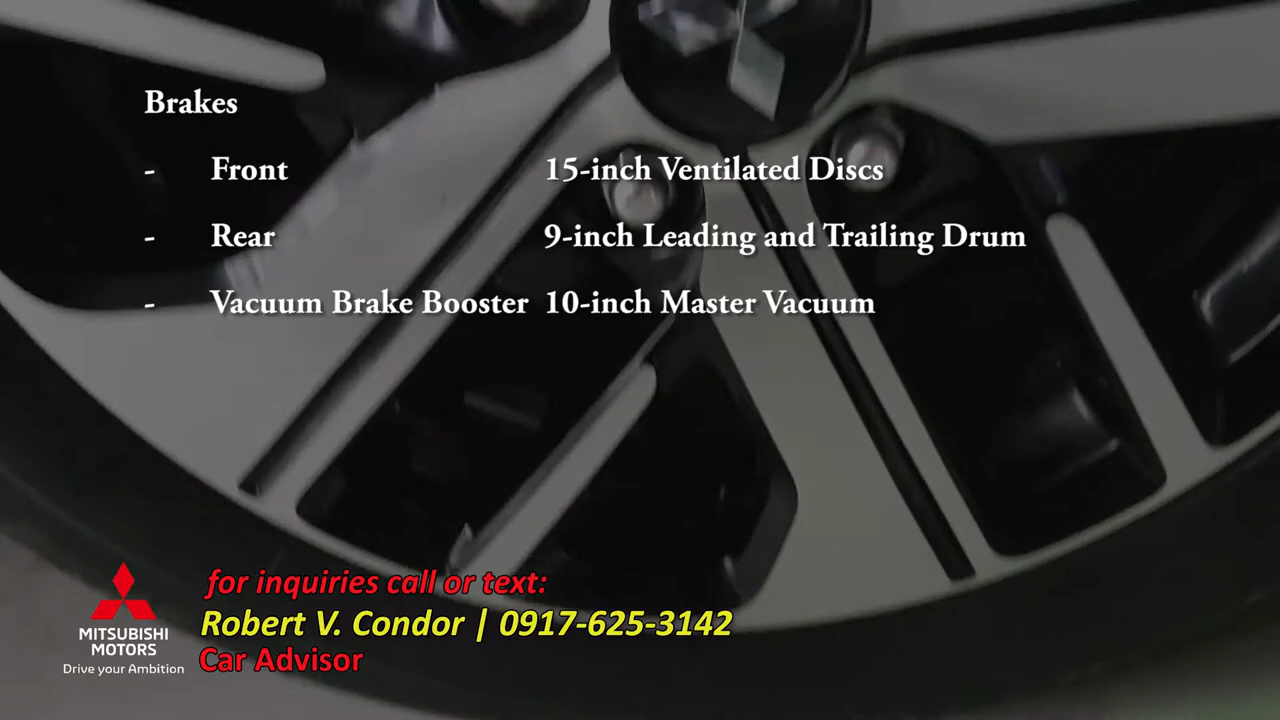 Brakes
- Front 15-inch Ventilated Discs
- Rear 9-inch Leading and Trailing Drum
- Vacuum Brake Booster 10-inch Master Vacuum
for inquiries call or text:
Robert V. Condor | 0917-625-3142
Car Advisor
MITSUBISHI
MOTORS
Drive your Ambition